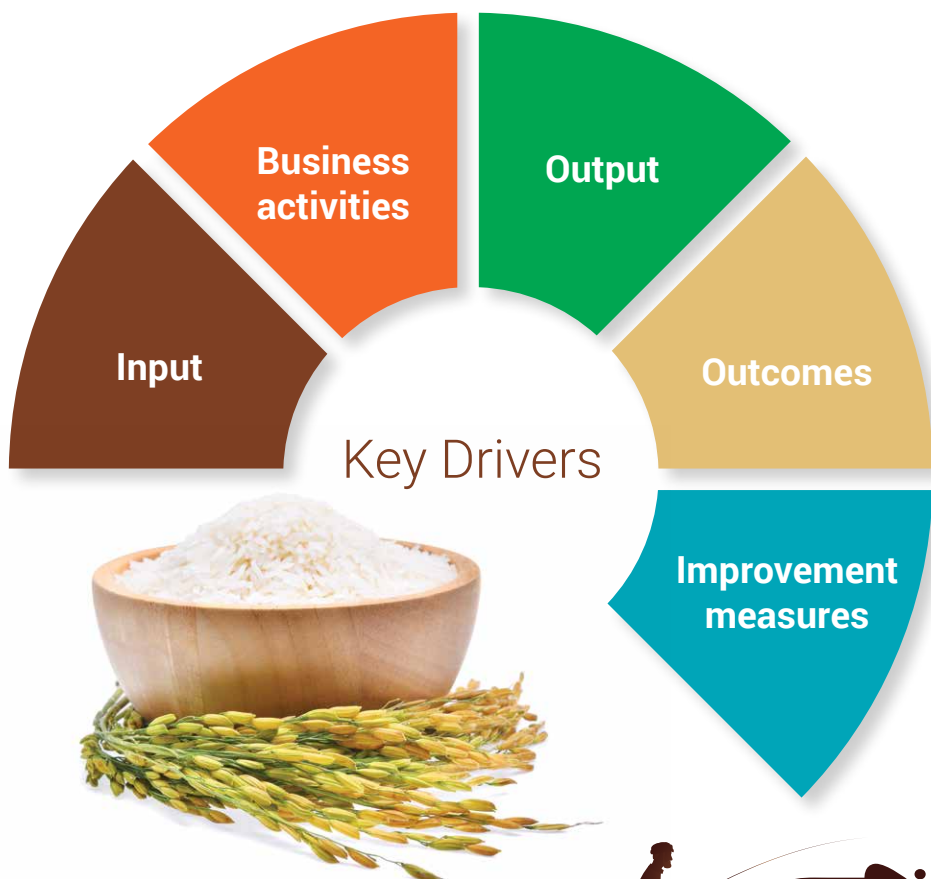 Business
activities
Output
Input
Outcomes
Key Drivers
Improvement
measures